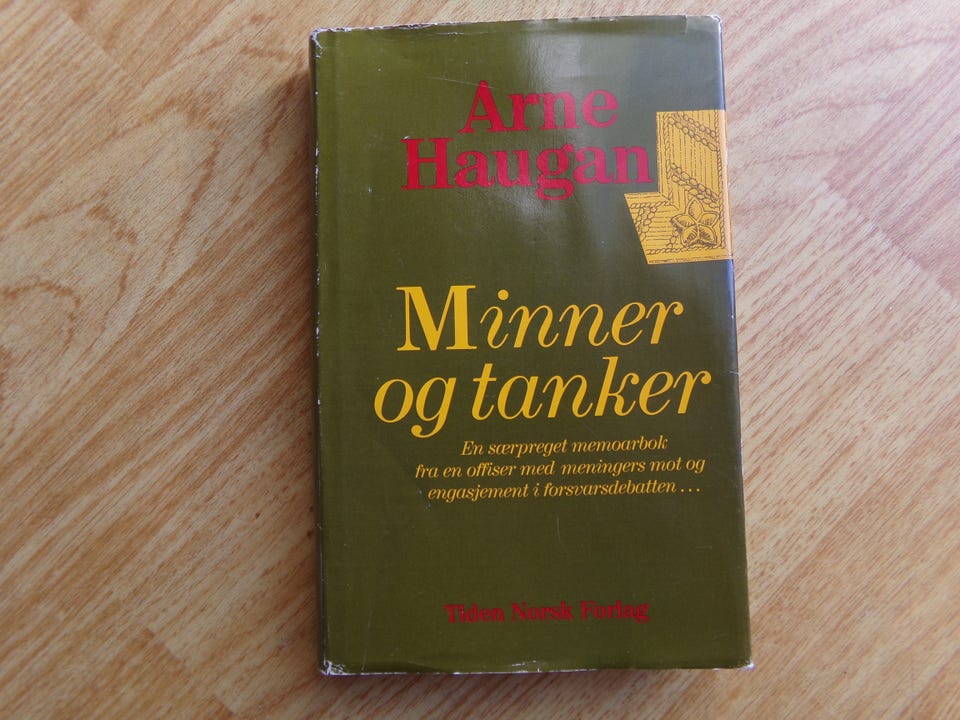 Arne
Haugan
Minner
og tanker
En særpreget memoarbok
fra en offiser med meningers mot og
engasjement i forsvarsdebatten...
Tiden Norsk Forlag